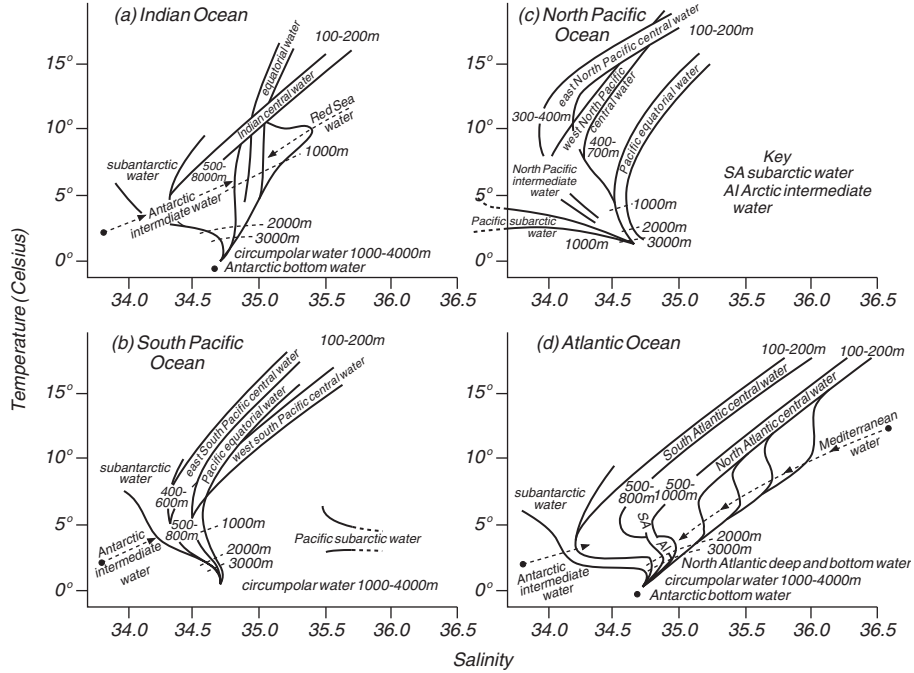 (a) Indian Ocean
100-200m
equatorial water
Indian central water
Red Sea
water
1000m
subantarctic
water
500-
8000m
Antarctic
intermdiate water
2000m
3000m
circumpolar water 1000-4000m
Antarctic bottom water
15°
10°
5°
0°
34.0
34.5
35.0
35.5
36.0
36.5
(c) North Pacific
Ocean
100-200m
east North Pacific central water
west North Pacific
central water
Pacific equatorial water
300-400m
400-
700m
North Pacific
intermediate
water
1000m
Pacific subarctic
water
2000m
3000m
1000m
Key
SA subarctic water
AI Arctic intermediate
water
15°
10°
5°
0°
34.0
34.5
35.0
35.5
36.0
36.5
Temperature (Celsius)
(b) South Pacific
Ocean
100-200m
east South Pacific central water
Pacific equatorial water
west south Pacific central water
subantarctic
water
400-
600m
500-
800m
1000m
Antarctic
intermediate
water
2000m
3000m
Pacific subarctic water
circumpolar water 1000-4000m
15°
10°
5°
0°
34.0
34.5
35.0
35.5
36.0
36.5
(d) Atlantic Ocean
100-200m
100-200m
South Atlantic central water
North Atlantic central water
Mediterranean
water
subantarctic
water
500-
800m
500-
1000m
SA
AI
2000m
3000m
Antarctic
intermediate
water
North Atlantic deep and bottom water
circumpolar water 1000-4000m
Antarctic bottom water
15°
10°
5°
0°
34.0
34.5
35.0
35.5
36.0
36.5
Salinity